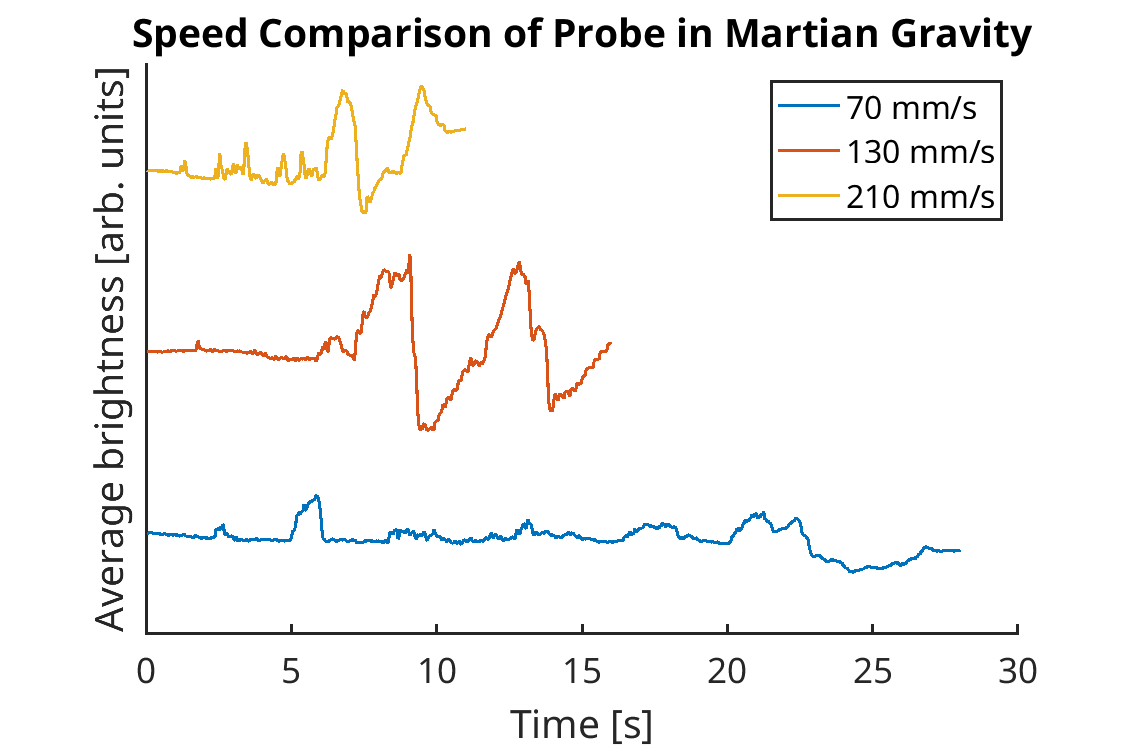 Speed Comparison of Probe in Martian Gravity
Average brightness [arb. units]
70 mm/s
130 mm/s
210 mm/s
0 5 10 15 20 25 30
Time [s]